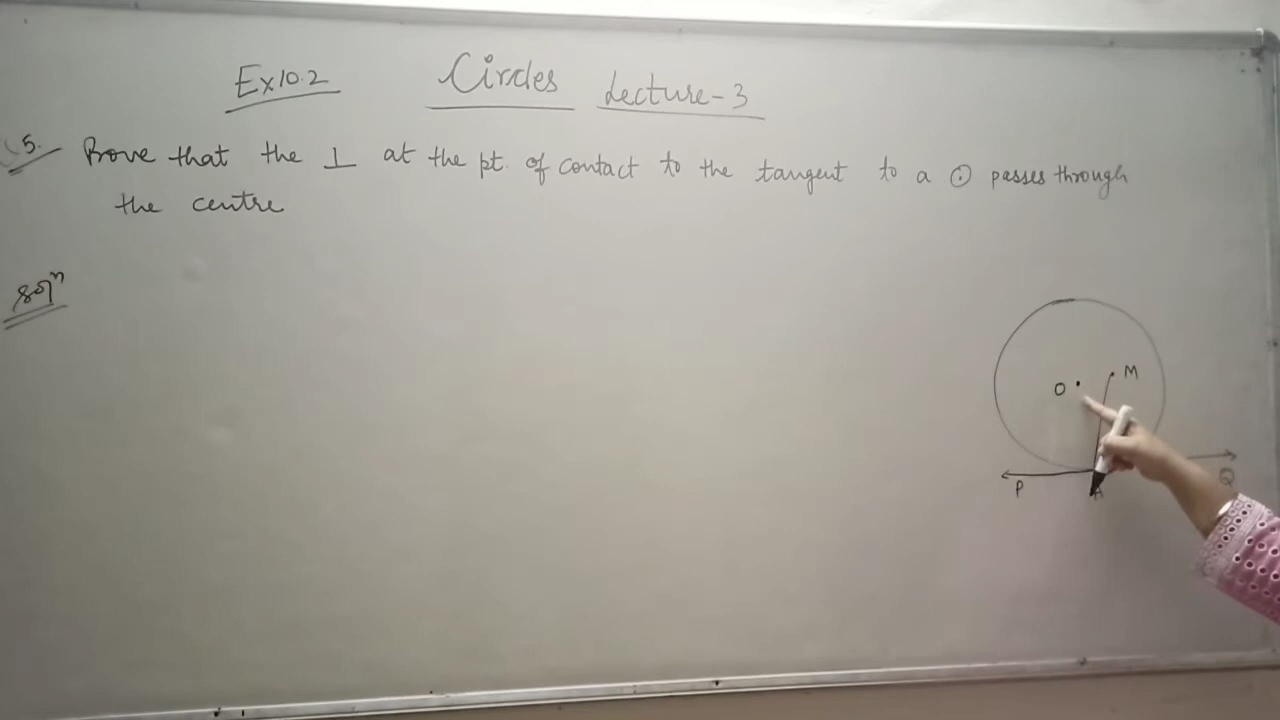 Ex10.2 Circles Lecture-3
5. Prove that the ⊥ at the pt. of contact to the tangent to a ⊙ passes through
the centre
Solⁿ
O M
P A Q